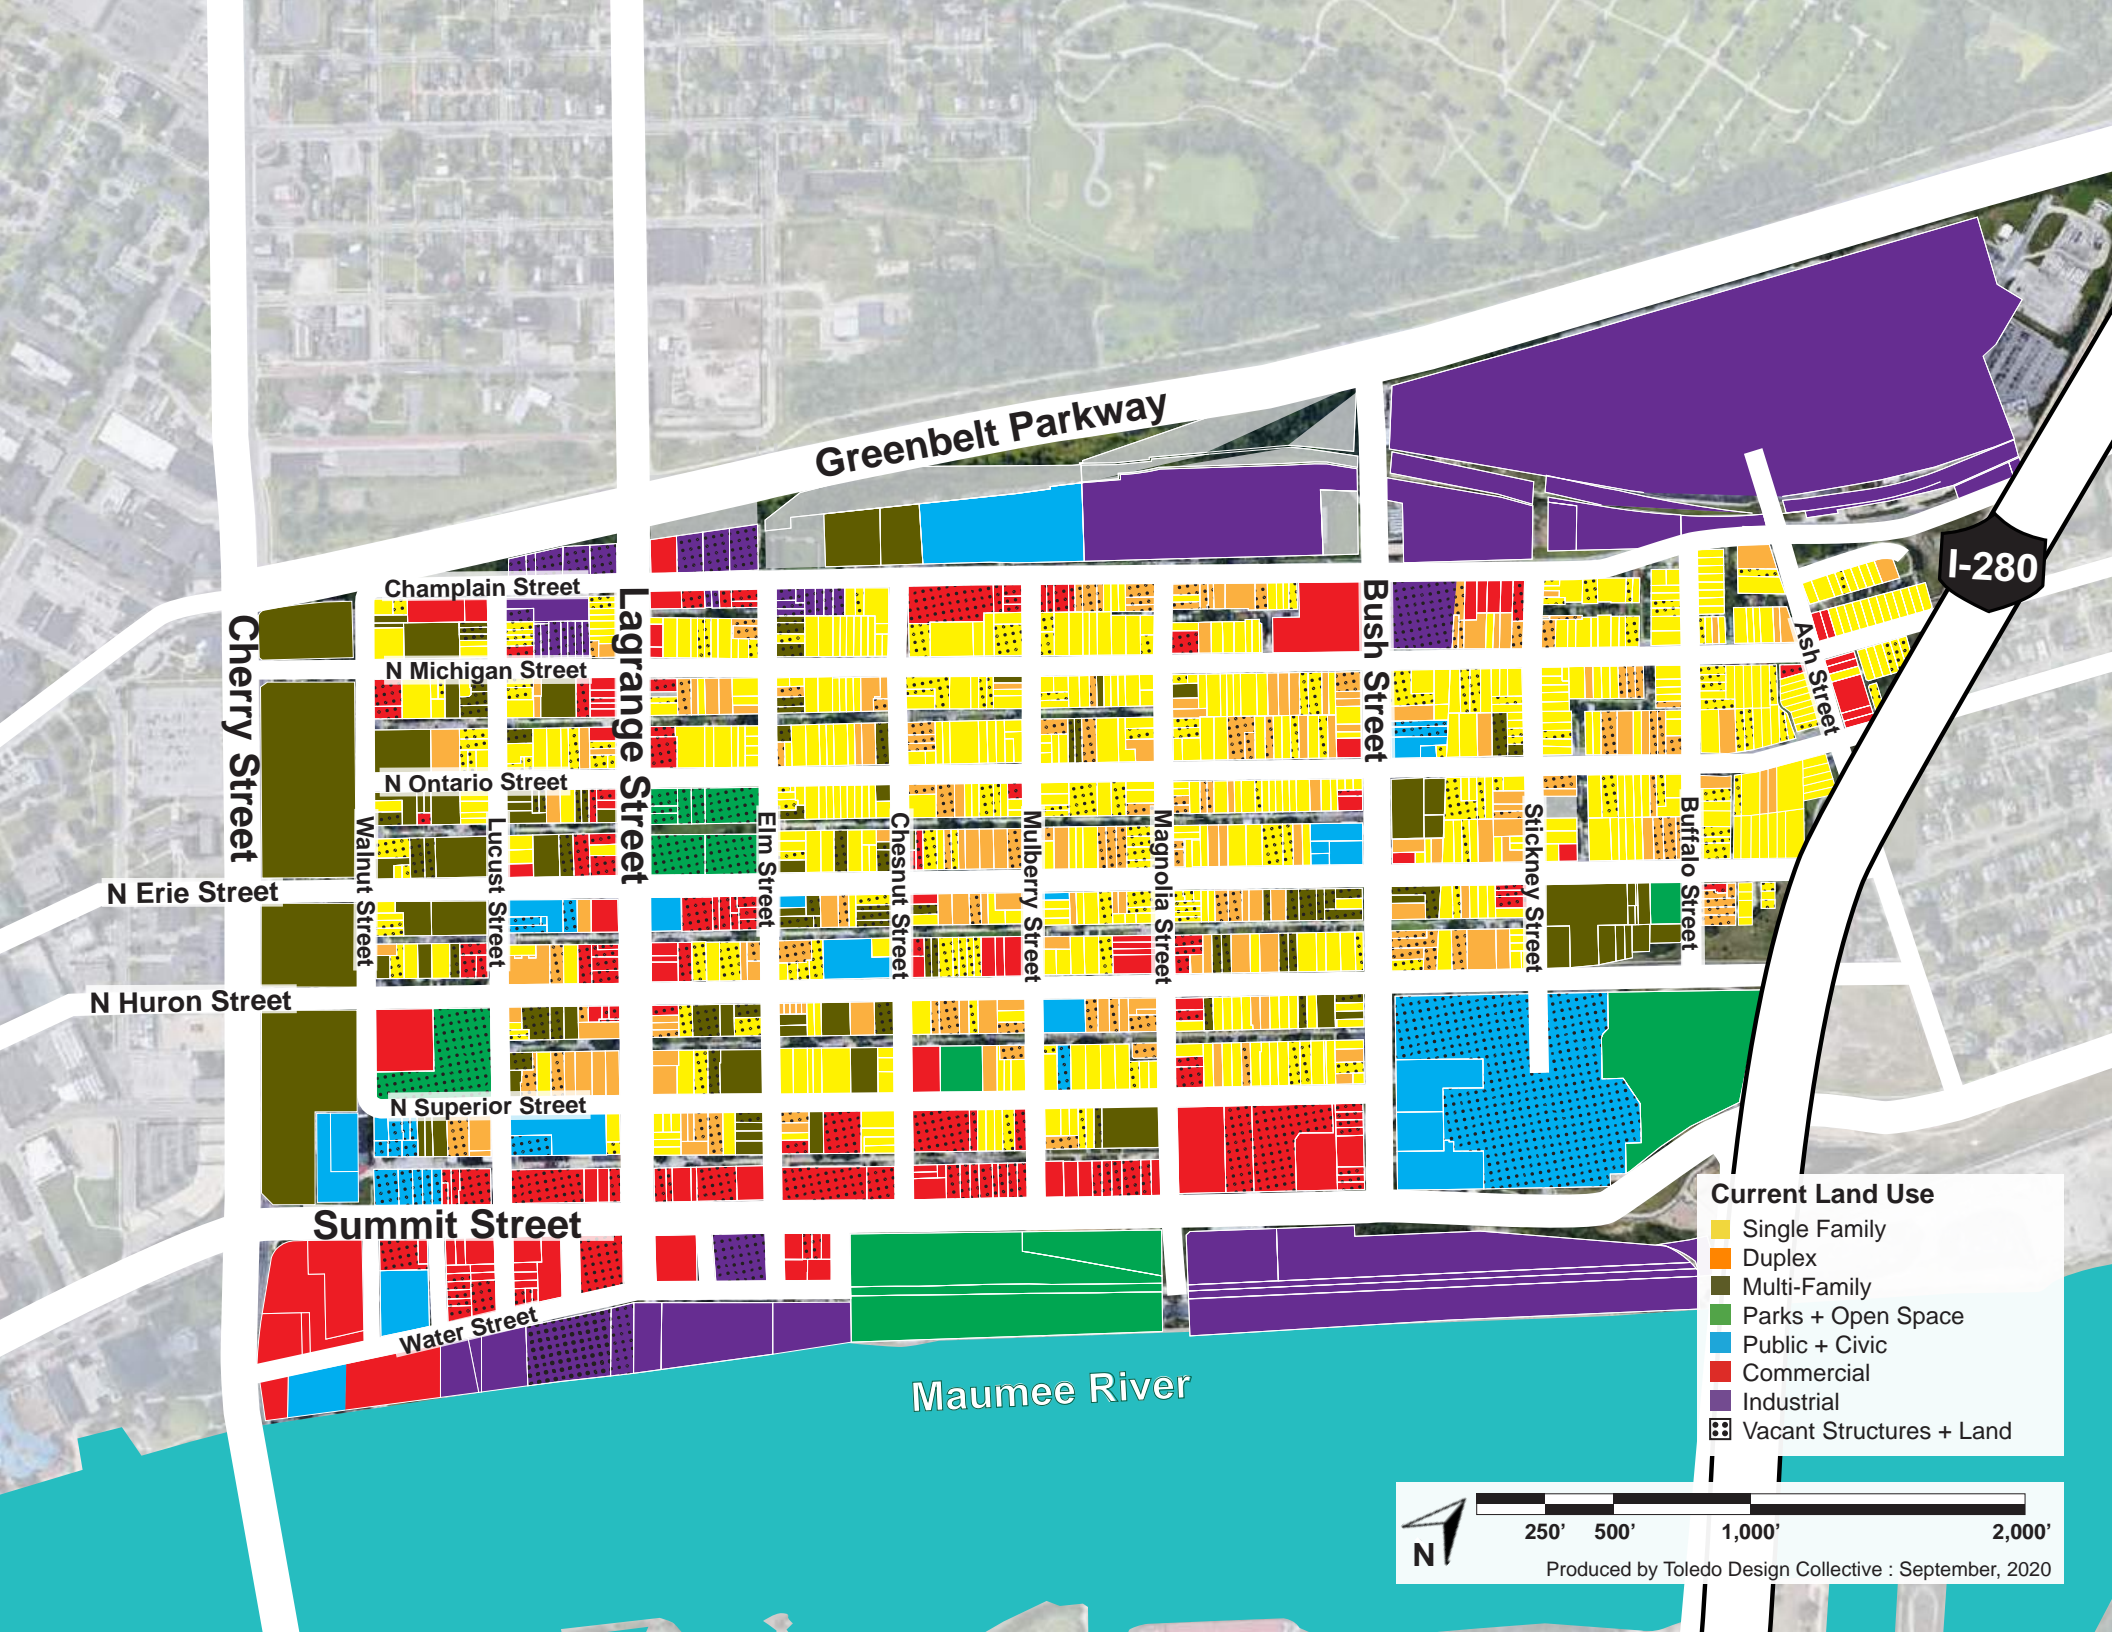 Greenbelt Parkway
I-280
Champlain Street
Cherry Street
Lagrange Street
Bush Street
Ash Street
N Michigan Street
N Ontario Street
Walnut Street
Lucust Street
Elm Street
Chesnut Street
Mulberry Street
Magnolia Street
Stickney Street
Buffalo Street
N Erie Street
N Huron Street
N Superior Street
Summit Street
Water Street
Maumee River
Current Land Use
Single Family
Duplex
Multi-Family
Parks + Open Space
Public + Civic
Commercial
Industrial
Vacant Structures + Land
250’ 500’ 1,000’ 2,000’
N
Produced by Toledo Design Collective : September, 2020